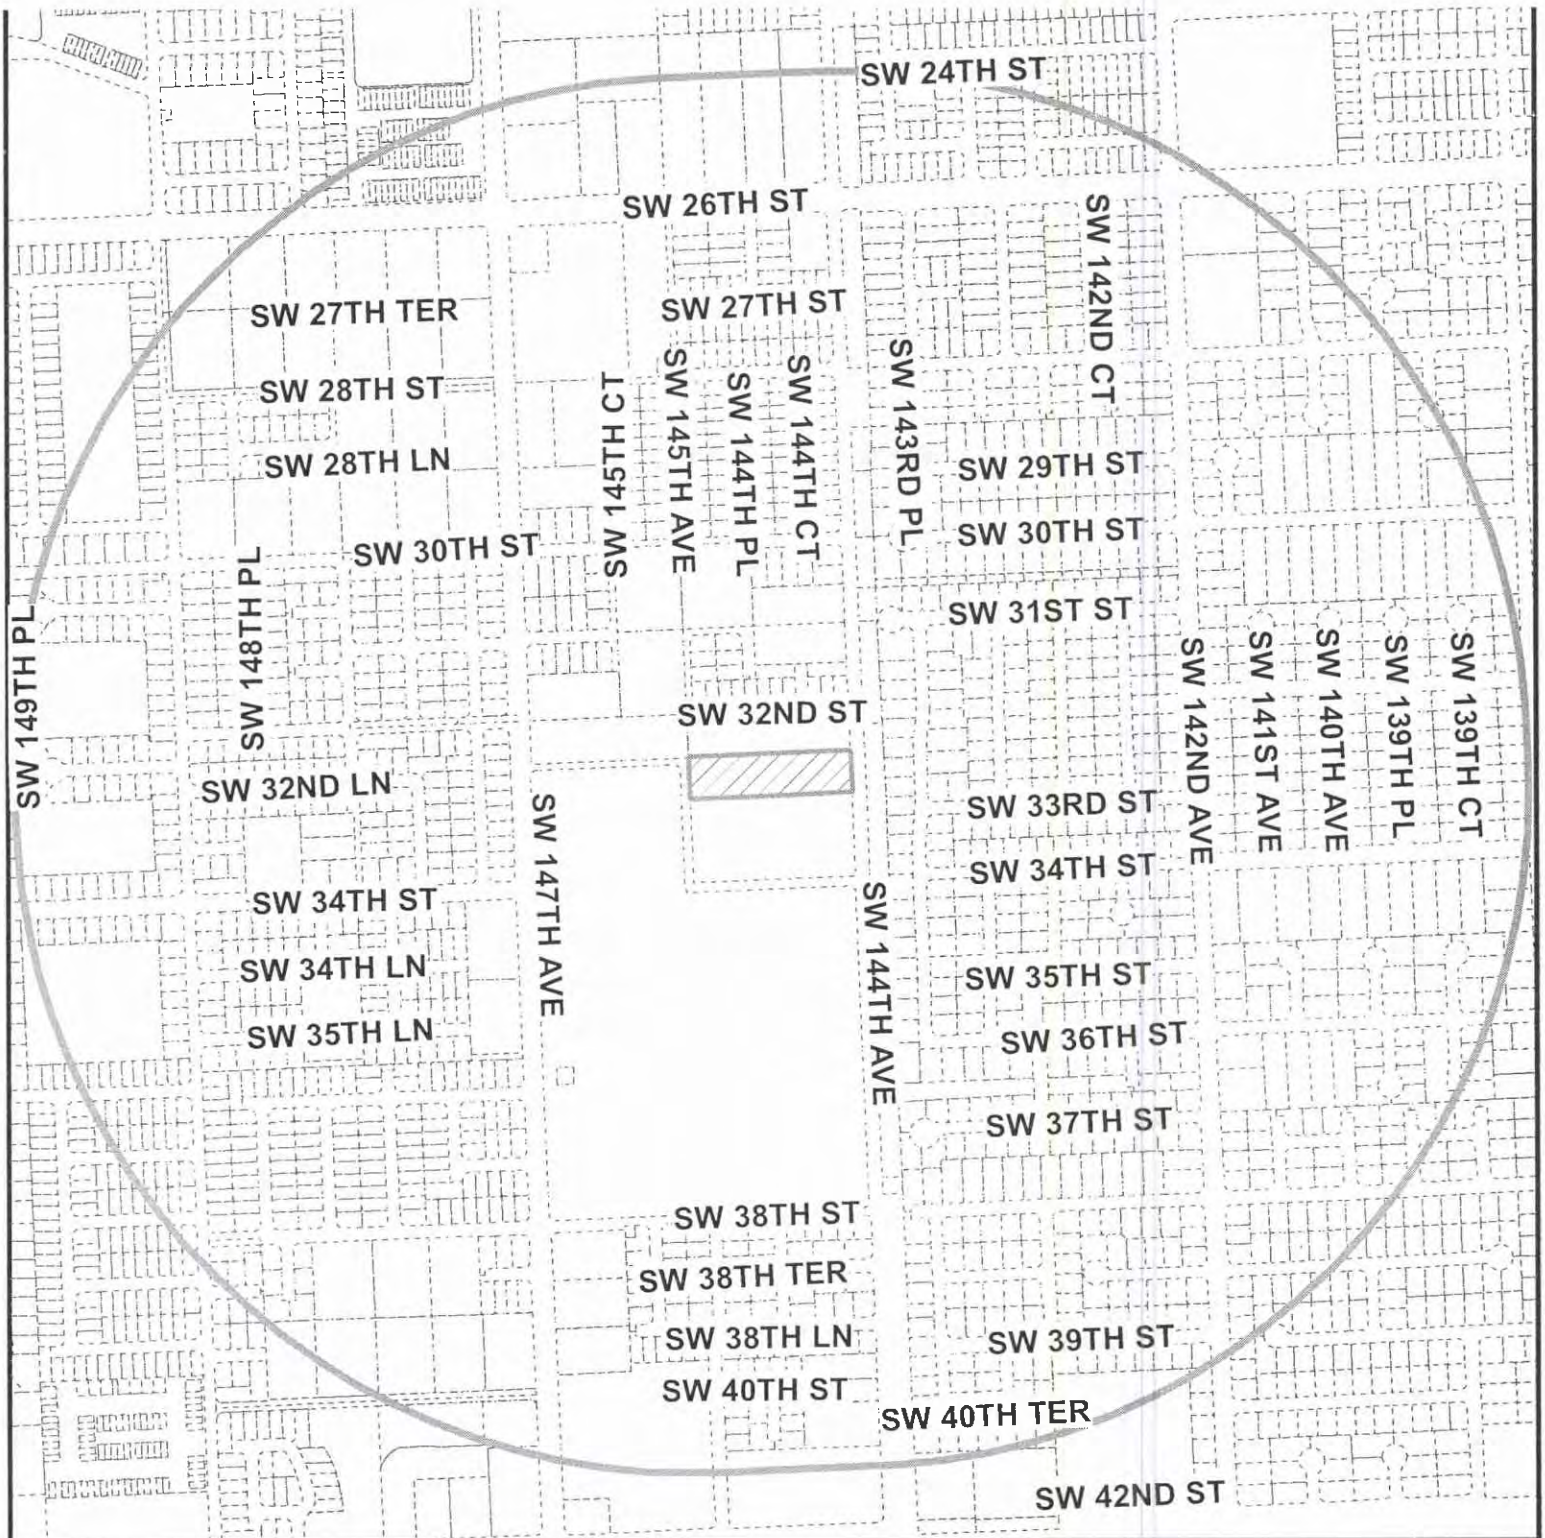 SW 24TH ST
SW 26TH ST
SW 142ND CT
SW 27TH TER
SW 27TH ST
SW 28TH ST
SW 145TH CT
SW 145TH AVE
SW 144TH PL
SW 144TH CT
SW 143RD PL
SW 28TH LN
SW 29TH ST
SW 30TH ST
SW 30TH ST
SW 149TH PL
SW 148TH PL
SW 31ST ST
SW 142ND AVE
SW 141ST AVE
SW 140TH AVE
SW 139TH PL
SW 139TH CT
SW 32ND ST
SW 32ND LN
SW 147TH AVE
SW 33RD ST
SW 34TH ST
SW 34TH ST
SW 144TH AVE
SW 34TH LN
SW 35TH ST
SW 35TH LN
SW 36TH ST
SW 37TH ST
SW 38TH ST
SW 38TH TER
SW 38TH LN
SW 39TH ST
SW 40TH ST
SW 40TH TER
SW 42ND ST